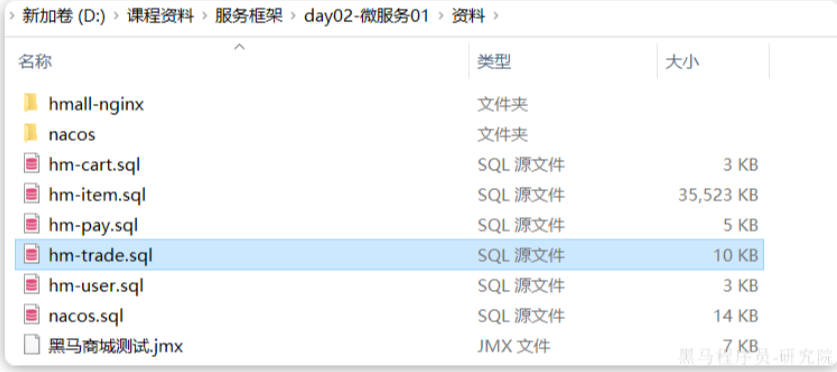 新加卷 (D:) › 课程资料 › 服务框架 › day02-微服务01 › 资料 ›
名称 类型 大小
hmall-nginx 文件夹
nacos 文件夹
hm-cart.sql SQL 源文件 3 KB
hm-item.sql SQL 源文件 35,523 KB
hm-pay.sql SQL 源文件 5 KB
hm-trade.sql SQL 源文件 10 KB
hm-user.sql SQL 源文件 3 KB
nacos.sql SQL 源文件 14 KB
黑马商城测试.jmx JMX 文件 7 KB
黑马程序员-研究院